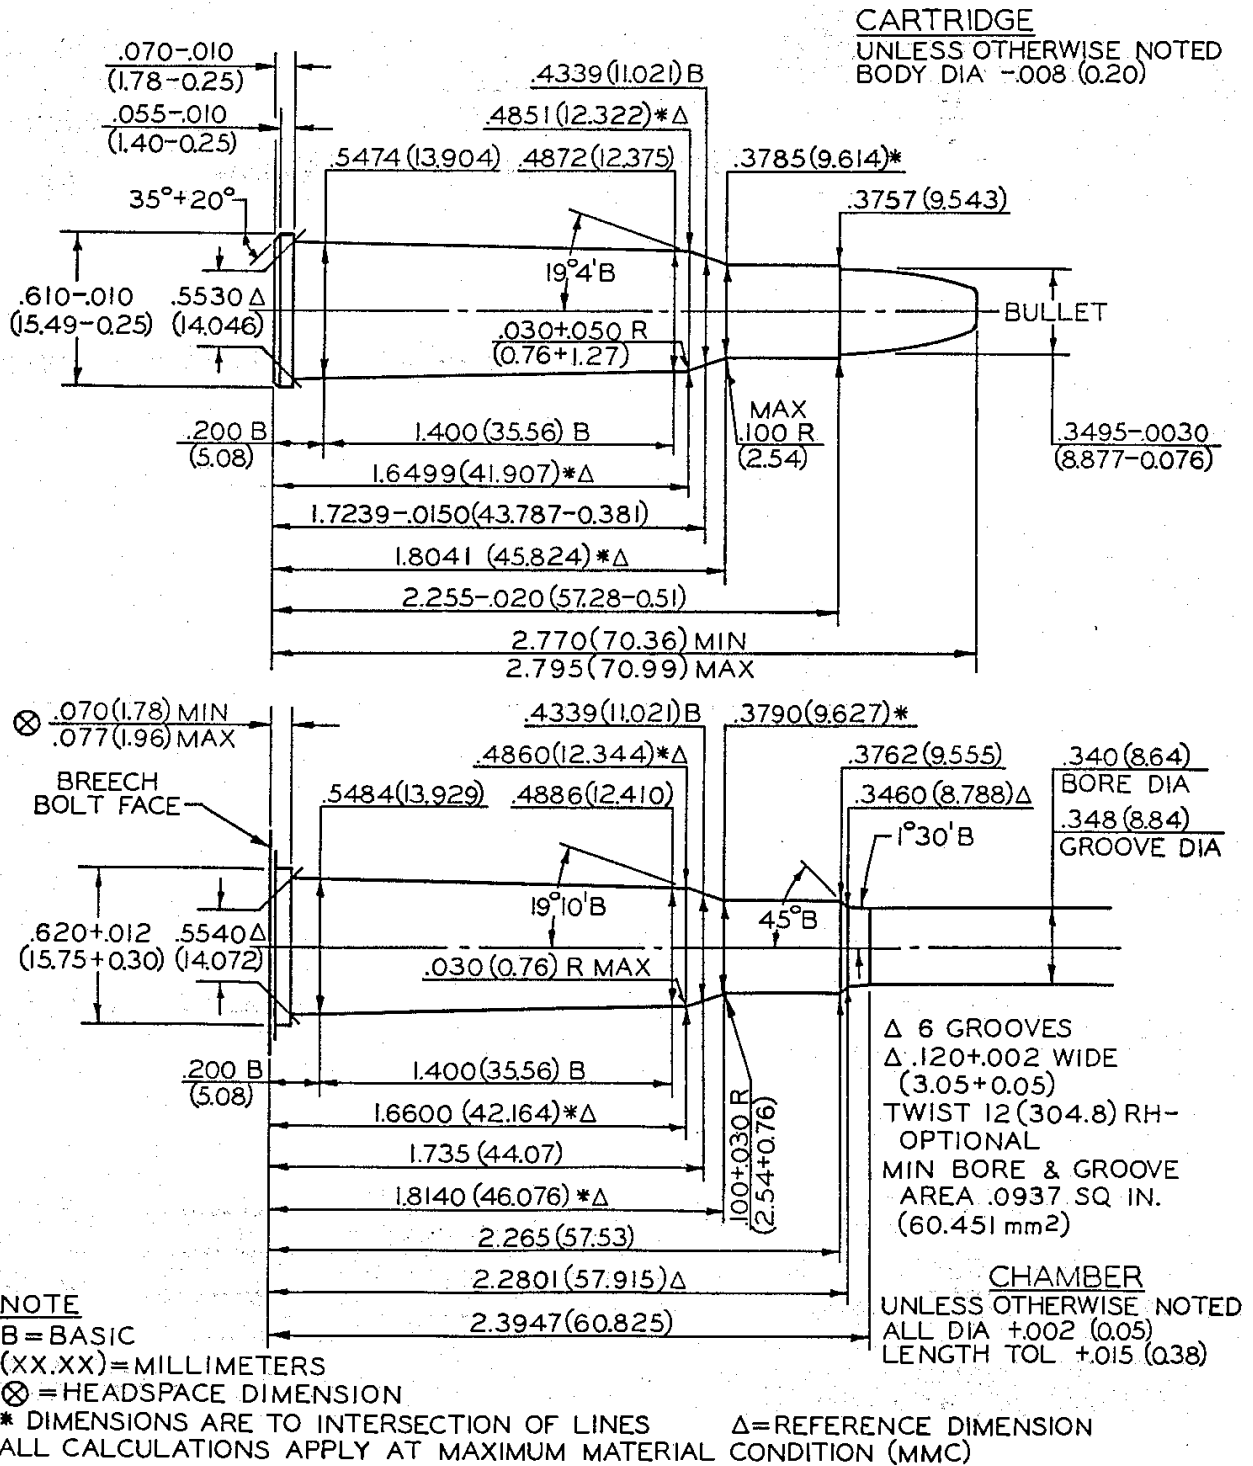 CARTRIDGE
UNLESS OTHERWISE NOTED
BODY DIA -.008 (0.20)
.070-.010
(1.78-0.25)
.055-.010
(1.40-0.25)
35°+20°
.4339(11.021) B
.4851(12.322)*Δ
.5474(13.904)
.4872(12.375)
.3785(9.614)*
.3757(9.543)
19°4'B
.610-.010
(15.49-0.25)
.5530 Δ
(14.046)
BULLET
.030+.050 R
(0.76+1.27)
MAX
.100 R
(2.54)
.3495-.0030
(8.877-0.076)
.200 B
(5.08)
1.400(35.56) B
1.6499(41.907)*Δ
1.7239-.0150(43.787-0.381)
1.8041 (45.824)*Δ
2.255-.020(57.28-0.51)
2.770(70.36) MIN
2.795(70.99) MAX
⊗ .070(1.78) MIN
.077(1.96) MAX
BREECH
BOLT FACE
.4339(11.021)B
.3790(9.627)*
.4860(12.344)*Δ
.3762(9.555)
.340(8.64)
BORE DIA
.5484(13.929)
.4886(12.410)
.3460(8.788)Δ
.348(8.84)
GROOVE DIA
1°30'B
19°10'B
45°B
.620+.012
(15.75+0.30)
.5540Δ
(14.072)
.030(0.76) R MAX
.200 B
(5.08)
1.400(35.56) B
1.6600 (42.164)*Δ
1.735 (44.07)
1.8140 (46.076)*Δ
.100+.030 R
(2.54+0.76)
2.265(57.53)
2.2801(57.915)Δ
2.3947(60.825)
Δ 6 GROOVES
Δ .120+.002 WIDE
(3.05+0.05)
TWIST 12(304.8) RH-
OPTIONAL
MIN BORE & GROOVE
AREA .0937 SQ IN.
(60.451 mm2)
CHAMBER
UNLESS OTHERWISE NOTED
ALL DIA +.002 (0.05)
LENGTH TOL +.015 (0.38)
NOTE
B=BASIC
(XX.XX)=MILLIMETERS
⊗ =HEADSPACE DIMENSION
* DIMENSIONS ARE TO INTERSECTION OF LINES Δ=REFERENCE DIMENSION
ALL CALCULATIONS APPLY AT MAXIMUM MATERIAL CONDITION (MMC)